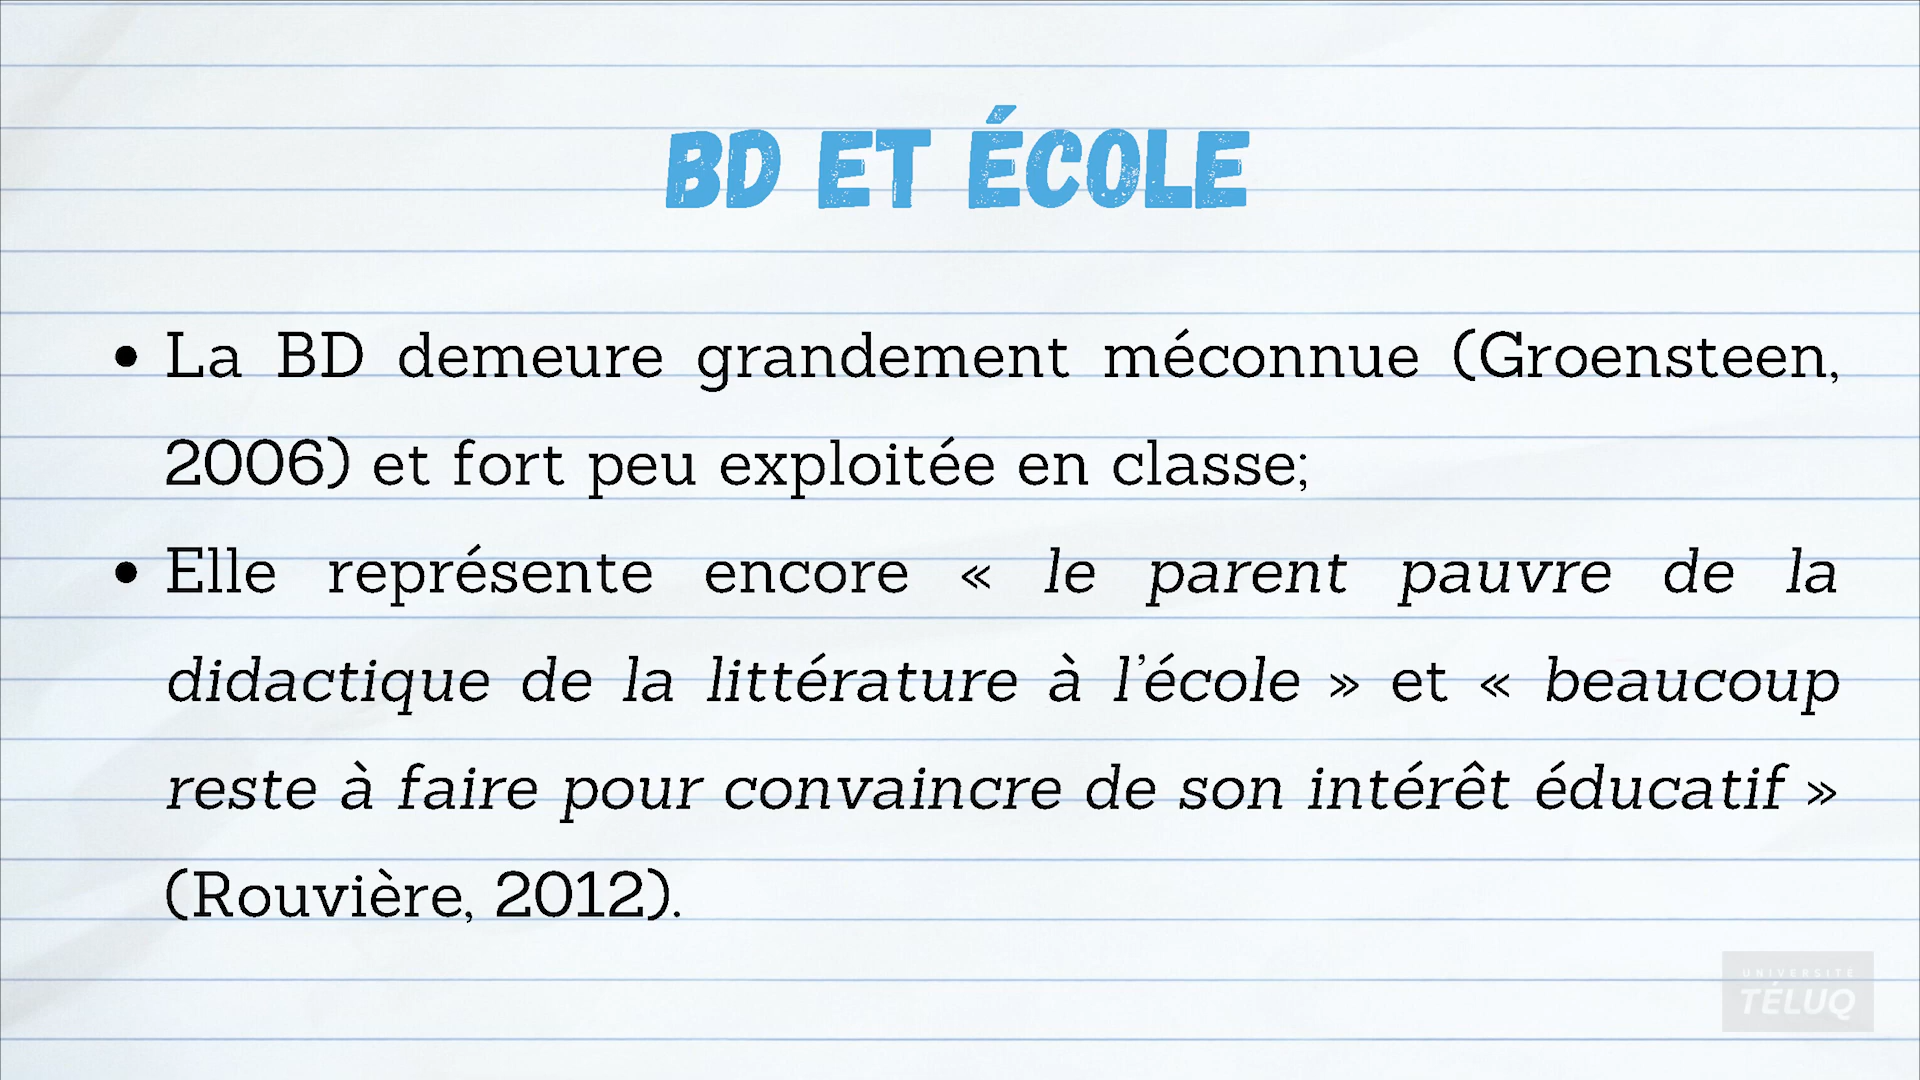 BD ET ÉCOLE
• La BD demeure grandement méconnue (Groensteen,
2006) et fort peu exploitée en classe;
• Elle représente encore « le parent pauvre de la
didactique de la littérature à l'école » et « beaucoup
reste à faire pour convaincre de son intérêt éducatif »
(Rouvière, 2012).
UNIVERSITÉ
TÉLUQ